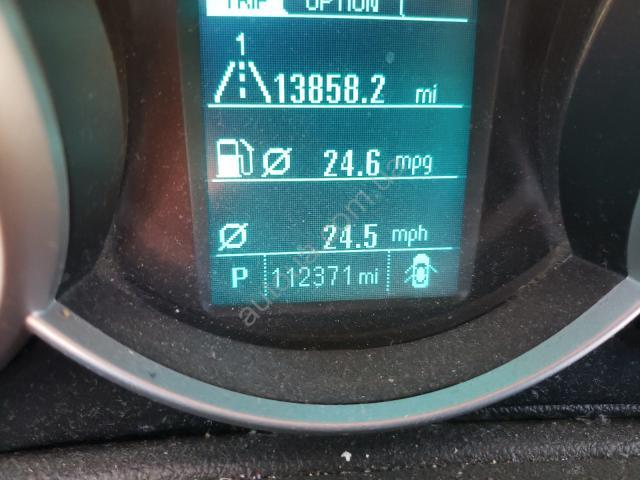 TRIP OPTION
1
13858.2 mi
Ø 24.6 mpg
Ø 24.5 mph
P 112371 mi